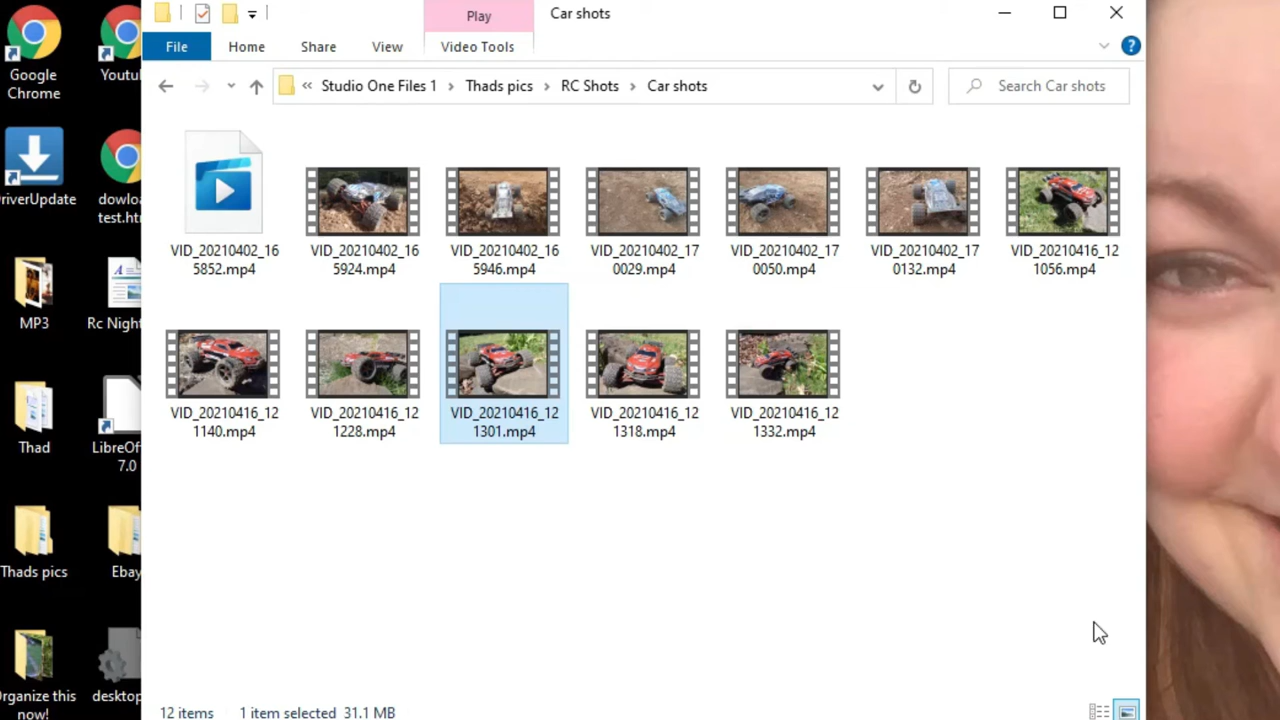 Play
Car shots
File
Home
Share
View
Video Tools
?
« Studio One Files 1 > Thads pics > RC Shots > Car shots
Search Car shots
VID_20210402_16
5852.mp4
VID_20210402_16
5924.mp4
VID_20210402_16
5946.mp4
VID_20210402_17
0029.mp4
VID_20210402_17
0050.mp4
VID_20210402_17
0132.mp4
VID_20210416_12
1056.mp4
VID_20210416_12
1140.mp4
VID_20210416_12
1228.mp4
VID_20210416_12
1301.mp4
VID_20210416_12
1318.mp4
VID_20210416_12
1332.mp4
12 items
1 item selected 31.1 MB
Google
Chrome
Youtu
riverUpdate
dowloa
test.ht
MP3
Rc Nigh
Thad
LibreOf
7.0
Thads pics
Ebay
rganize this
now!
desktop